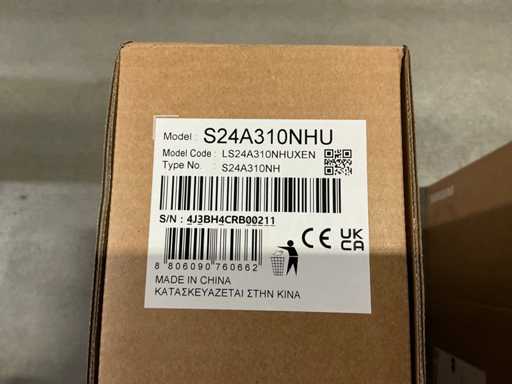 Model : S24A310NHU
Model Code : LS24A310NHUXEN
Type No. : S24A310NH
S/N : 4J3BH4CRB00211
CE UK CA
8 806090 760662
MADE IN CHINA
ΚΑΤΑΣΚΕΥΑΖΕΤΑΙ ΣΤΗΝ ΚΙΝΑ